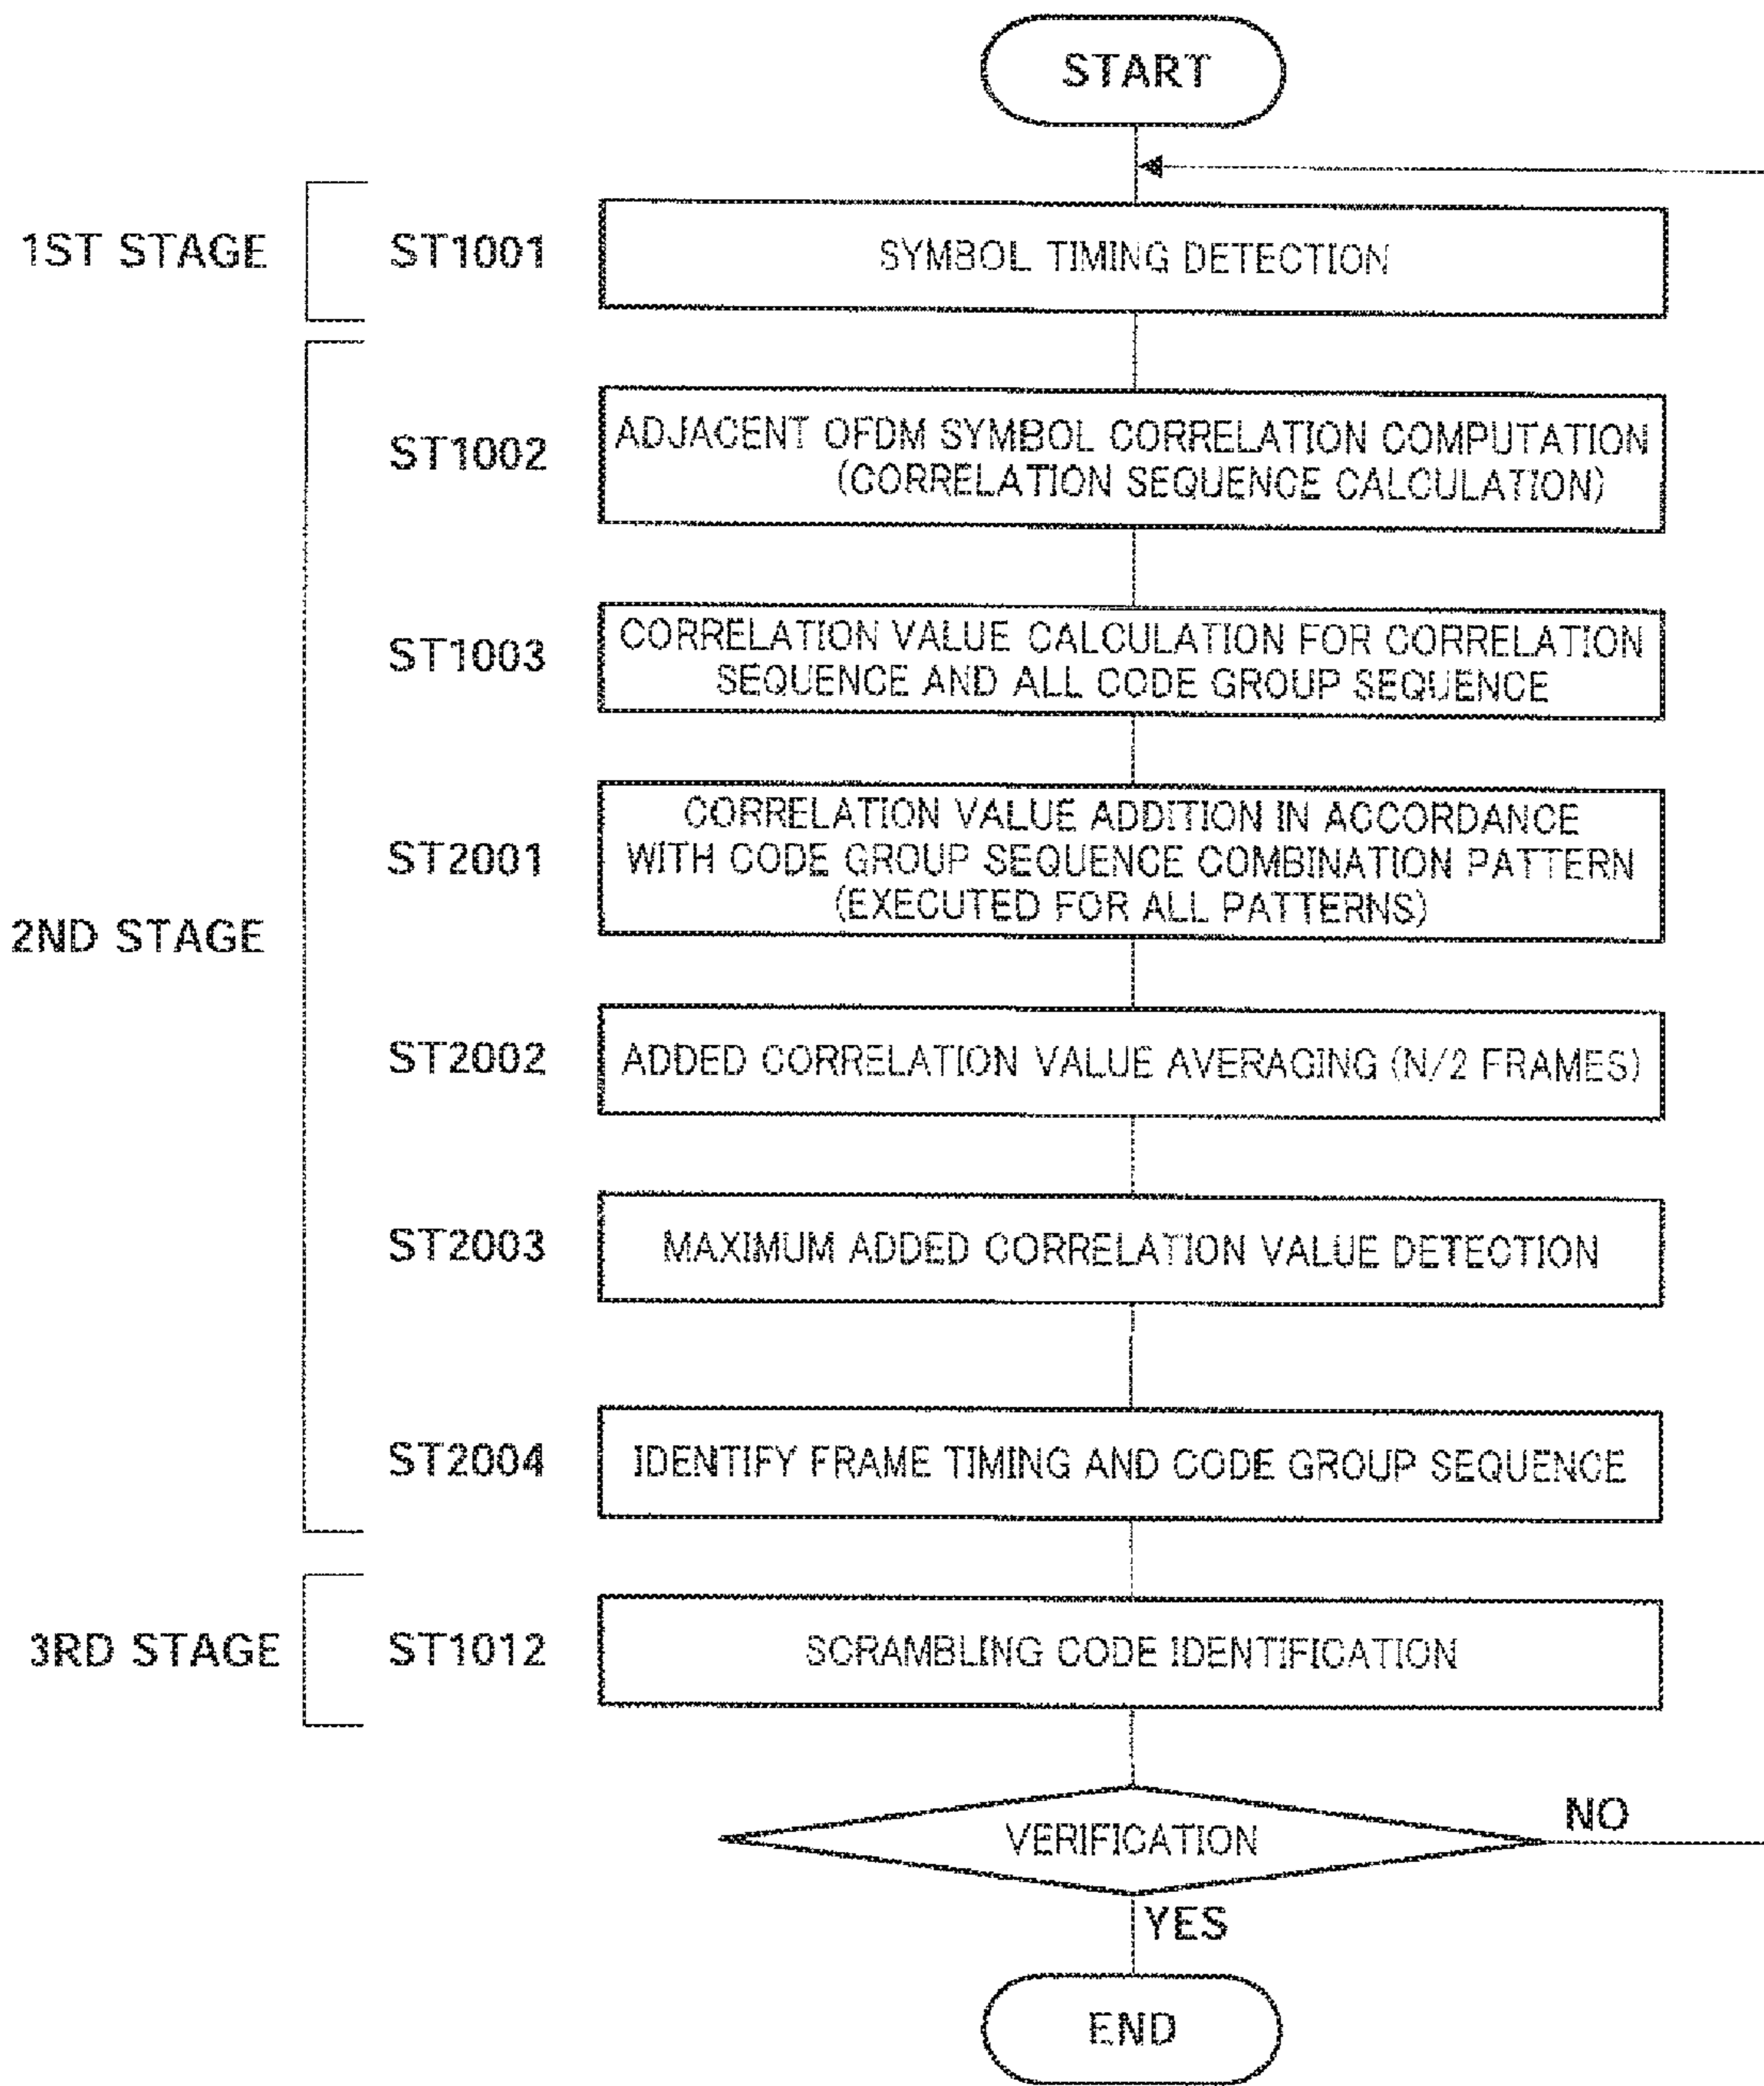 START
1ST STAGE
ST1001
SYMBOL TIMING DETECTION
2ND STAGE
ST1002
ADJACENT OFDM SYMBOL CORRELATION COMPUTATION
(CORRELATION SEQUENCE CALCULATION)
ST1003
CORRELATION VALUE CALCULATION FOR CORRELATION
SEQUENCE AND ALL CODE GROUP SEQUENCE
ST2001
CORRELATION VALUE ADDITION IN ACCORDANCE
WITH CODE GROUP SEQUENCE COMBINATION PATTERN
(EXECUTED FOR ALL PATTERNS)
ST2002
ADDED CORRELATION VALUE AVERAGING (N/2 FRAMES)
ST2003
MAXIMUM ADDED CORRELATION VALUE DETECTION
ST2004
IDENTIFY FRAME TIMING AND CODE GROUP SEQUENCE
3RD STAGE
ST1012
SCRAMBLING CODE IDENTIFICATION
VERIFICATION
NO
YES
END